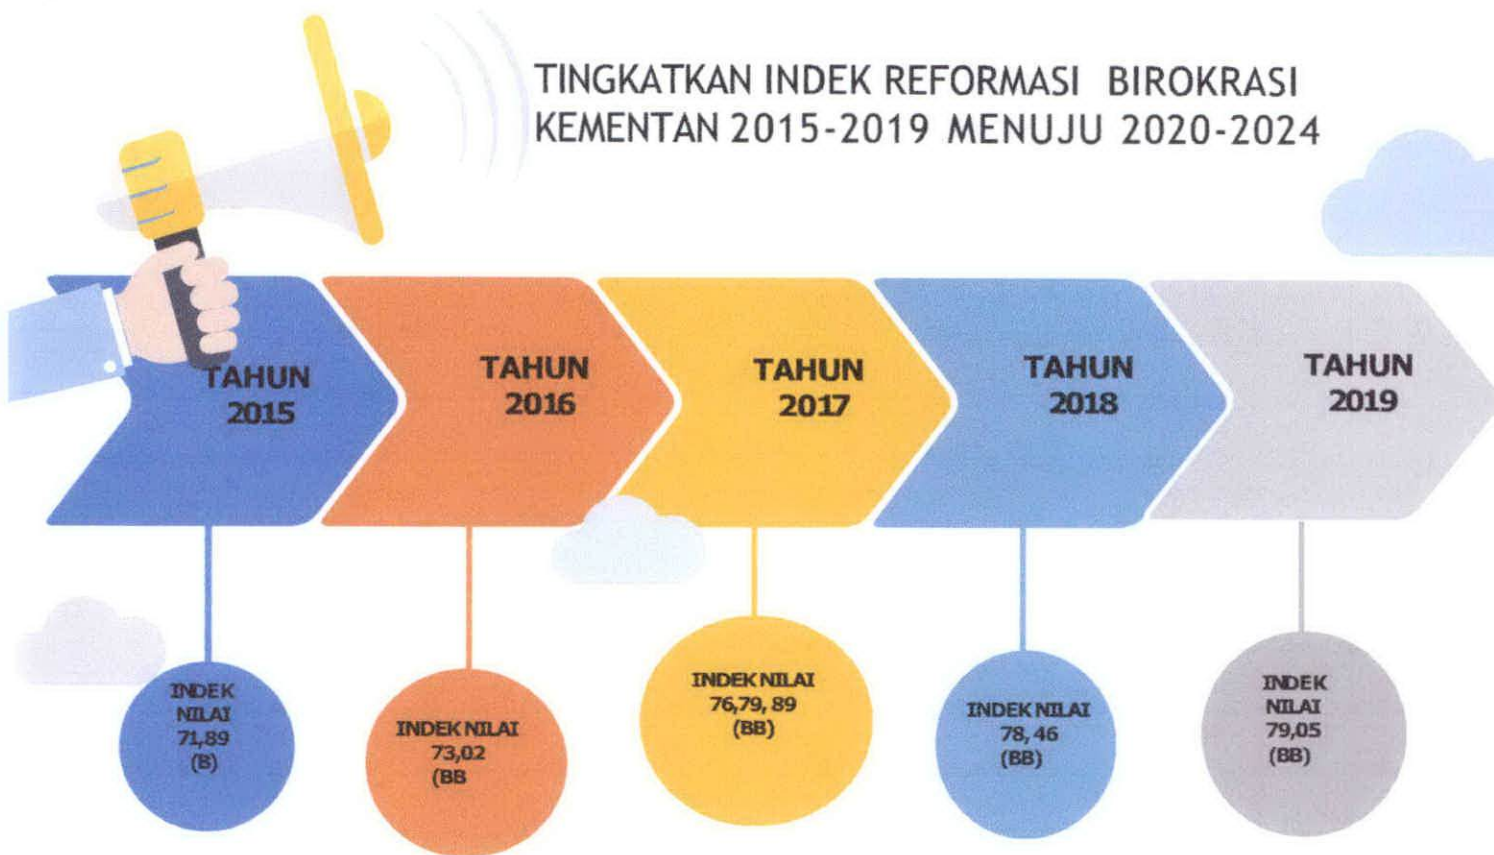 TINGKATKAN INDEK REFORMASI BIROKRASI
KEMENTAN 2015-2019 MENUJU 2020-2024
TAHUN
2015
TAHUN
2016
TAHUN
2017
TAHUN
2018
TAHUN
2019
INDEK
NILAI
71,89
(B)
INDEK NILAI
73,02
(BB
INDEK NILAI
76,79, 89
(BB)
INDEK NILAI
78, 46
(BB)
INDEK
NILAI
79,05
(BB)